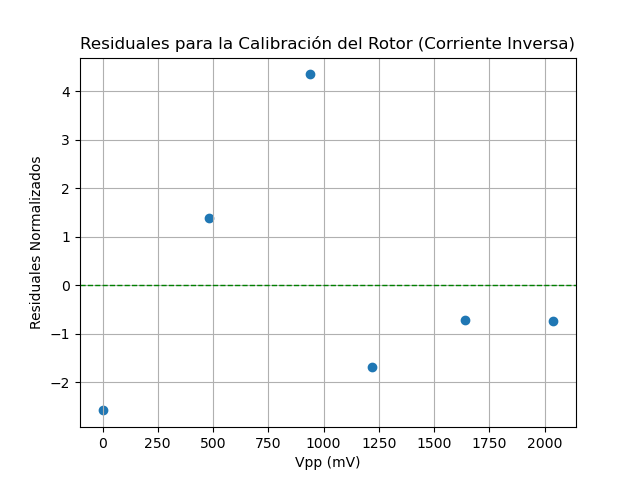 Residuales para la Calibración del Rotor (Corriente Inversa)
4
3
2
1
0
−1
−2
Residuales Normalizados
0 250 500 750 1000 1250 1500 1750 2000
Vpp (mV)